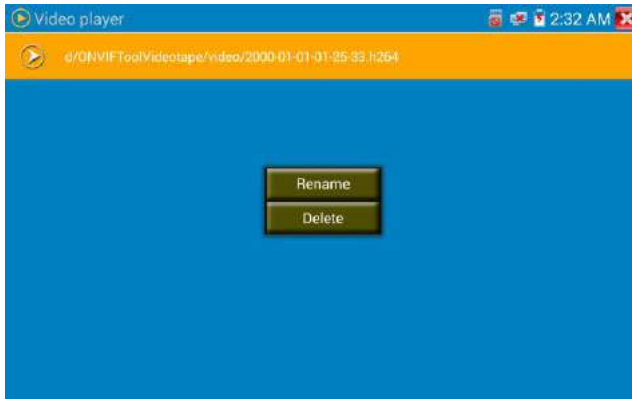 Video player
2:32 AM
d/ONVIFToolVideotape/video/2000-01-01-01-25-33.h264
Rename
Delete